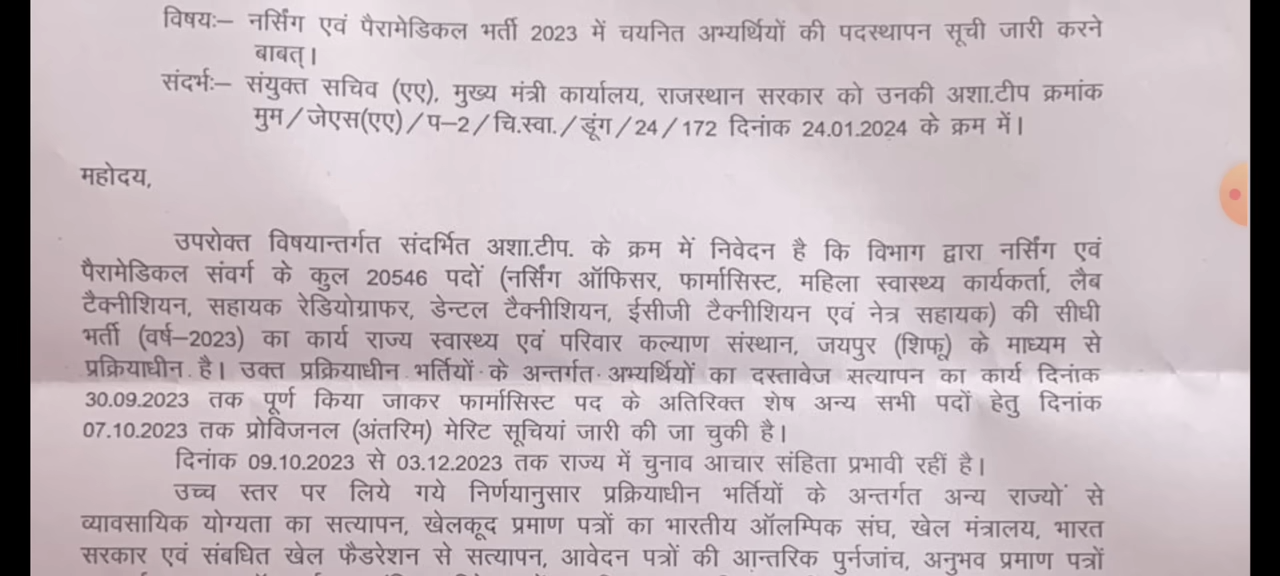 विषयः– नर्सिंग एवं पैरामेडिकल भर्ती 2023 में चयनित अभ्यर्थियों की पदस्थापन सूची जारी करने
बाबत्।
संदर्भः– संयुक्त सचिव (एए), मुख्य मंत्री कार्यालय, राजस्थान सरकार को उनकी अशा.टीप क्रमांक
मुम/जेएस(एए)/प–2/चि.स्वा./डूंग/24/172 दिनांक 24.01.2024 के क्रम में।
महोदय,
उपरोक्त विषयान्तर्गत संदर्भित अशा.टीप. के क्रम में निवेदन है कि विभाग द्वारा नर्सिंग एवं
पैरामेडिकल संवर्ग के कुल 20546 पदों (नर्सिंग ऑफिसर, फार्मासिस्ट, महिला स्वास्थ्य कार्यकर्ता, लैब
टैक्नीशियन, सहायक रेडियोग्राफर, डेन्टल टैक्नीशियन, ईसीजी टैक्नीशियन एवं नेत्र सहायक) की सीधी
भर्ती (वर्ष–2023) का कार्य राज्य स्वास्थ्य एवं परिवार कल्याण संस्थान, जयपुर (शिफू) के माध्यम से
प्रक्रियाधीन है। उक्त प्रक्रियाधीन भर्तियों के अन्तर्गत अभ्यर्थियों का दस्तावेज सत्यापन का कार्य दिनांक
30.09.2023 तक पूर्ण किया जाकर फार्मासिस्ट पद के अतिरिक्त शेष अन्य सभी पदों हेतु दिनांक
07.10.2023 तक प्रोविजनल (अंतरिम) मेरिट सूचियां जारी की जा चुकी है।
दिनांक 09.10.2023 से 03.12.2023 तक राज्य में चुनाव आचार संहिता प्रभावी रहीं है।
उच्च स्तर पर लिये गये निर्णयानुसार प्रक्रियाधीन भर्तियों के अन्तर्गत अन्य राज्यों से
व्यावसायिक योग्यता का सत्यापन, खेलकूद प्रमाण पत्रों का भारतीय ऑलम्पिक संघ, खेल मंत्रालय, भारत
सरकार एवं संबधित खेल फैडरेशन से सत्यापन, आवेदन पत्रों की आन्तरिक पुर्नजांच, अनुभव प्रमाण पत्रों